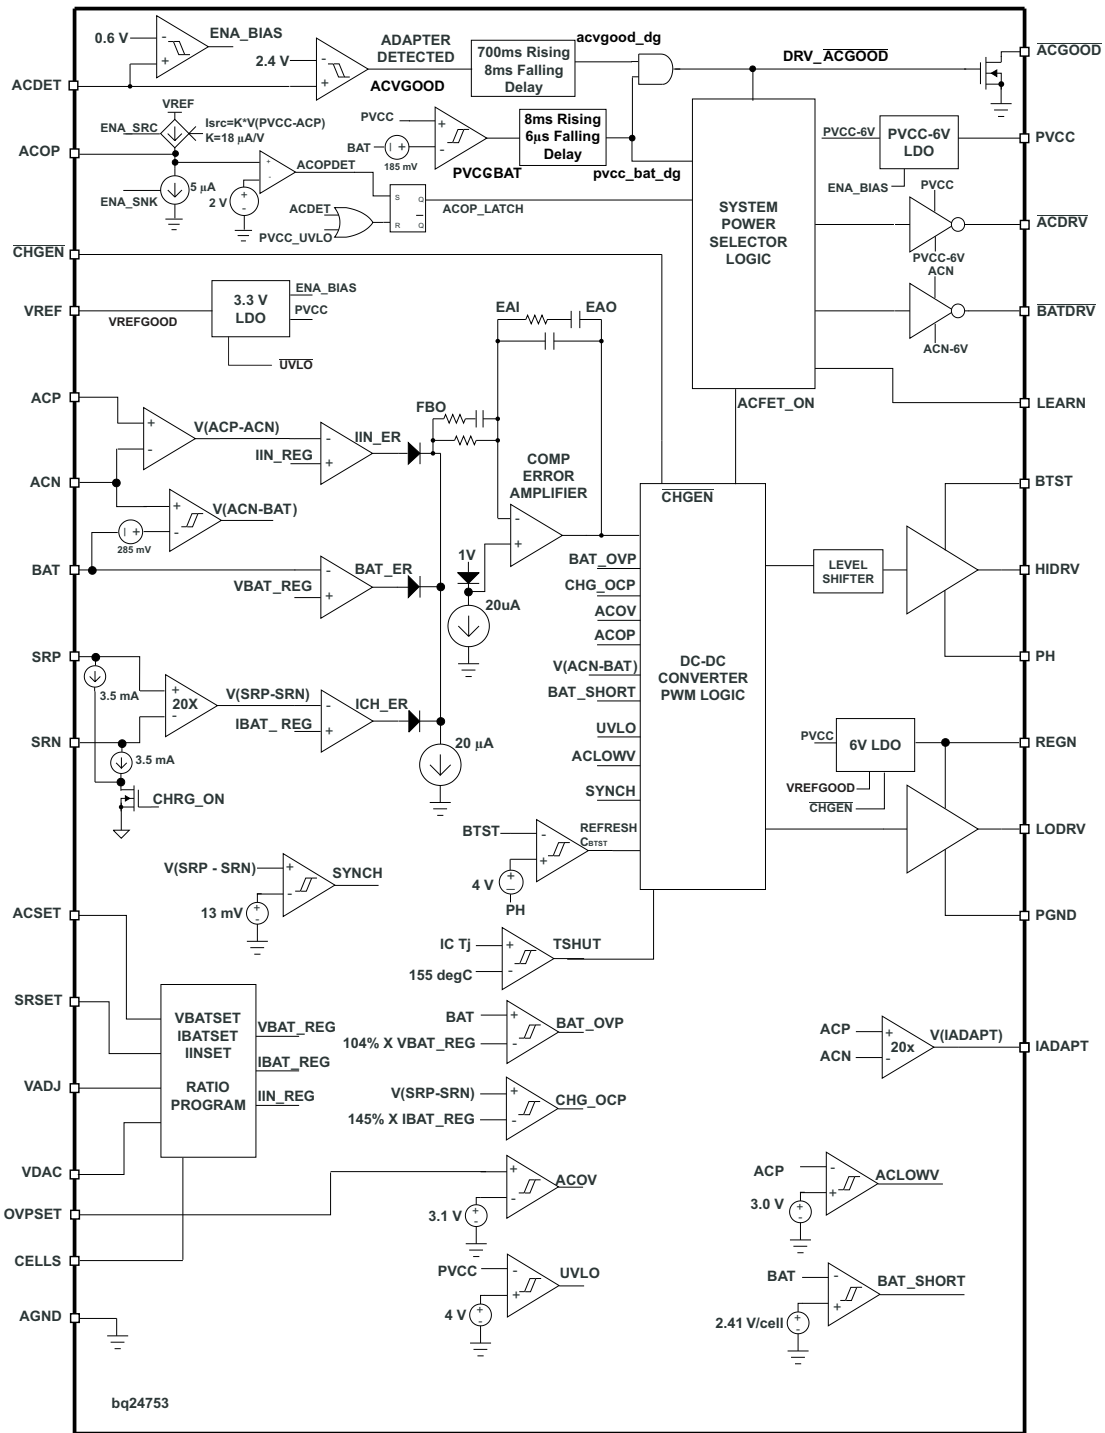 0.6 V
ENA_BIAS
2.4 V
ADAPTER
DETECTED
ACVGOOD
700ms Rising
8ms Falling
Delay
acvgood_dg
DRV_ACGOOD
ACGOOD
ACDET
VREF
ENA_SRC
Isrc=K*V(PVCC-ACP)
K=18 μA/V
ACOP
ENA_SNK
5 μA
2 V
ACOPDET
PVCC
BAT
185 mV
PVCGBAT
8ms Rising
6μs Falling
Delay
pvcc_bat_dg
ACDET
PVCC_UVLO
S
R
Q
Q
ACOP_LATCH
SYSTEM
POWER
SELECTOR
LOGIC
PVCC-6V
PVCC-6V
LDO
ENA_BIAS
PVCC
PVCC
ACDRV
PVCC-6V
ACN
BATDRV
ACN-6V
LEARN
CHGEN
VREF
VREFGOOD
3.3 V
LDO
ENA_BIAS
PVCC
UVLO
EAI
EAO
FBO
COMP
ERROR
AMPLIFIER
ACFET_ON
ACP
V(ACP-ACN)
IIN_REG
IIN_ER
ACN
V(ACN-BAT)
285 mV
BAT
VBAT_REG
BAT_ER
1V
20uA
SRP
3.5 mA
20X
V(SRP-SRN)
IBAT_ REG
ICH_ER
20 μA
SRN
3.5 mA
CHRG_ON
CHGEN
BAT_OVP
CHG_OCP
ACOV
ACOP
V(ACN-BAT)
BAT_SHORT
UVLO
ACLOWV
SYNCH
DC-DC
CONVERTER
PWM LOGIC
LEVEL
SHIFTER
BTST
HIDRV
PH
PVCC
6V LDO
REGN
VREFGOOD
CHGEN
LODRV
PGND
BTST
REFRESH
CBTST
4 V
PH
V(SRP - SRN)
SYNCH
13 mV
IC Tj
155 degC
TSHUT
ACSET
SRSET
VADJ
VDAC
OVPSET
CELLS
AGND
VBATSET
IBATSET
IINSET
RATIO
PROGRAM
VBAT_REG
IBAT_REG
IIN_REG
BAT
104% X VBAT_REG
BAT_OVP
V(SRP-SRN)
145% X IBAT_REG
CHG_OCP
ACOV
3.1 V
PVCC
UVLO
4 V
ACP
ACN
20x
V(IADAPT)
IADAPT
ACP
ACLOWV
3.0 V
BAT
BAT_SHORT
2.41 V/cell
bq24753